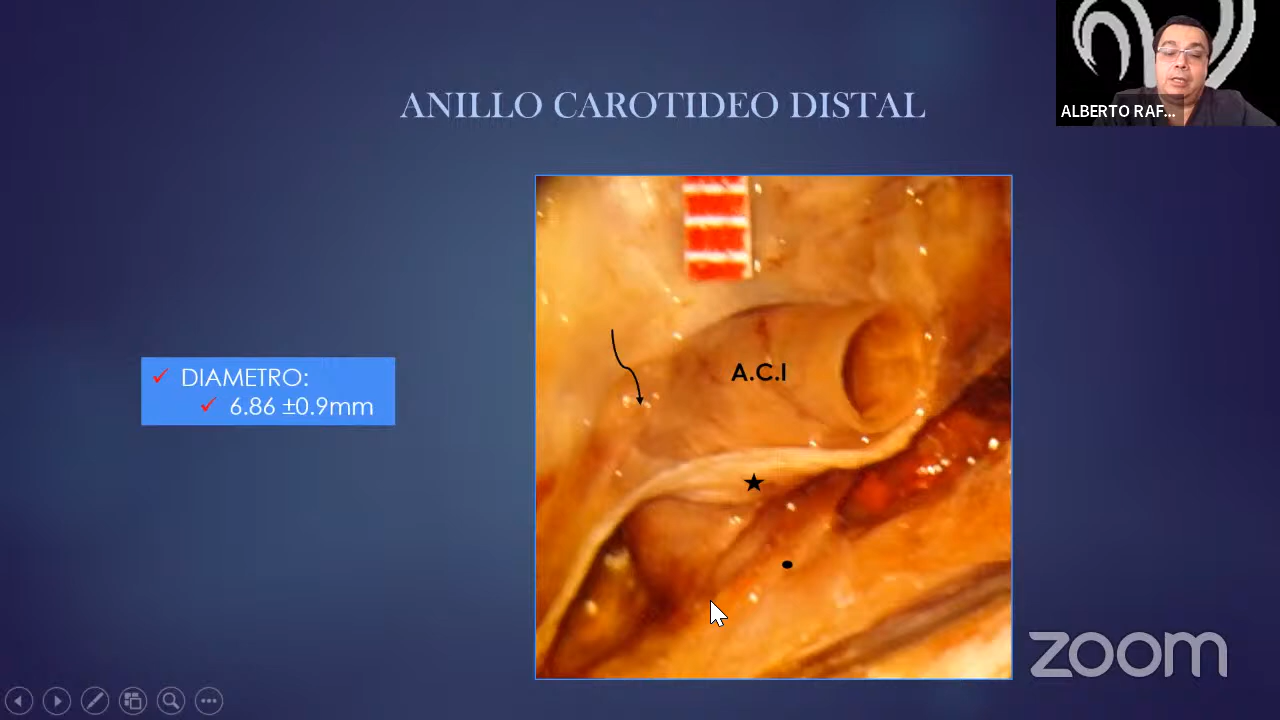 ANILLO CAROTIDEO DISTAL
ALBERTO RAF...
DIAMETRO:
6.86 ±0.9mm
A.C.I
zoom